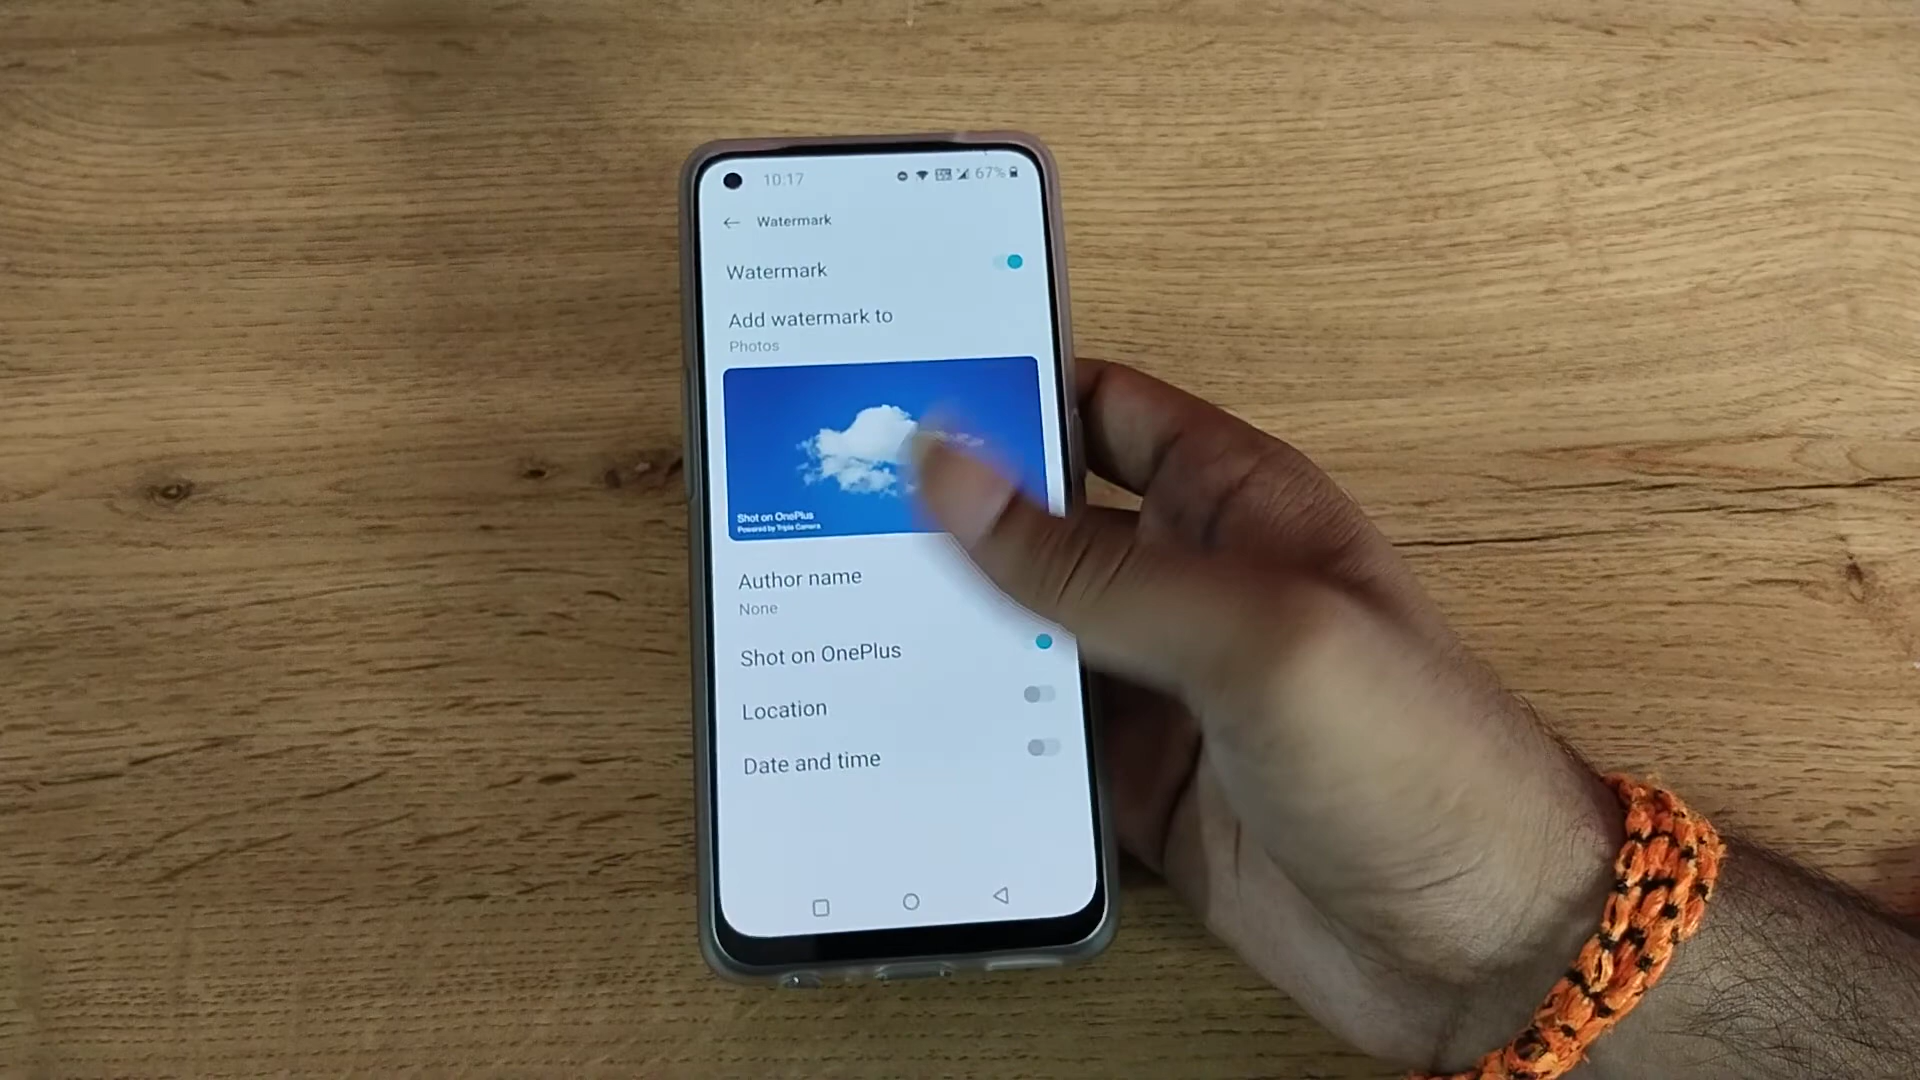 10:17
67%
Watermark
Watermark
Add watermark to
Photos
Shot on OnePlus
Powered by Triple Camera
Author name
None
Shot on OnePlus
Location
Date and time